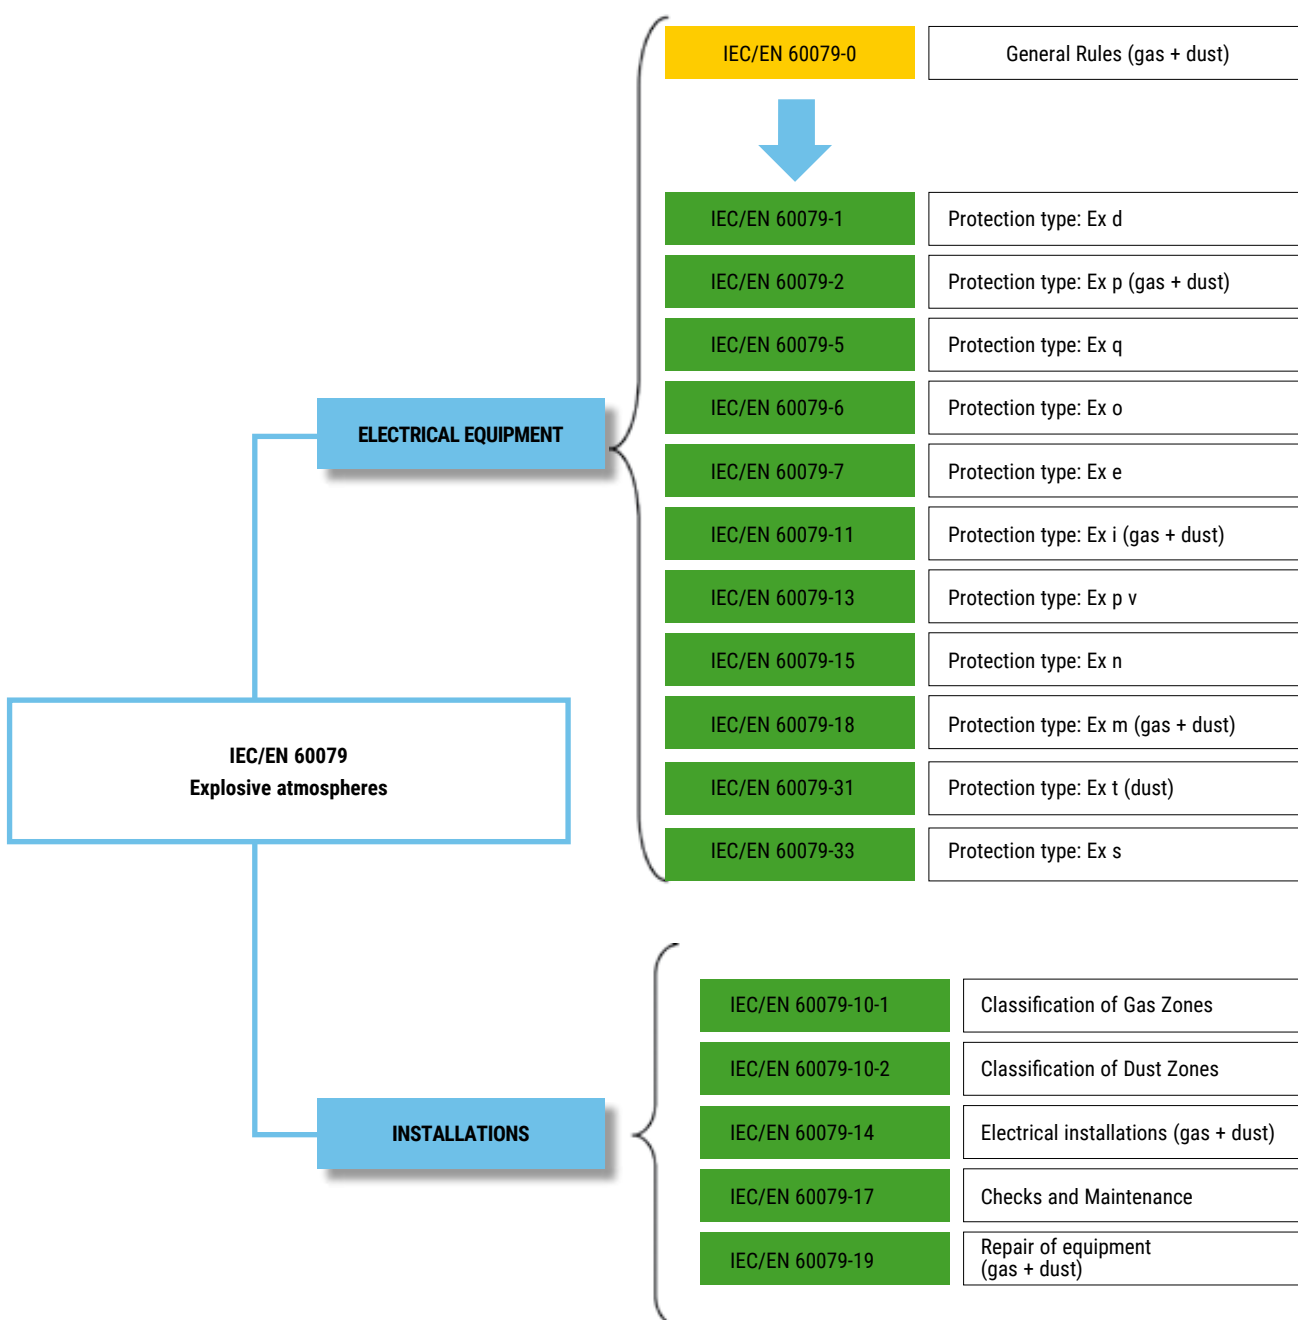 IEC/EN 60079-0 General Rules (gas + dust)
IEC/EN 60079-1 Protection type: Ex d
IEC/EN 60079-2 Protection type: Ex p (gas + dust)
IEC/EN 60079-5 Protection type: Ex q
IEC/EN 60079-6 Protection type: Ex o
ELECTRICAL EQUIPMENT
IEC/EN 60079-7 Protection type: Ex e
IEC/EN 60079-11 Protection type: Ex i (gas + dust)
IEC/EN 60079-13 Protection type: Ex p v
IEC/EN 60079-15 Protection type: Ex n
IEC/EN 60079-18 Protection type: Ex m (gas + dust)
IEC/EN 60079
Explosive atmospheres
IEC/EN 60079-31 Protection type: Ex t (dust)
IEC/EN 60079-33 Protection type: Ex s
IEC/EN 60079-10-1 Classification of Gas Zones
IEC/EN 60079-10-2 Classification of Dust Zones
INSTALLATIONS
IEC/EN 60079-14 Electrical installations (gas + dust)
IEC/EN 60079-17 Checks and Maintenance
IEC/EN 60079-19 Repair of equipment
(gas + dust)